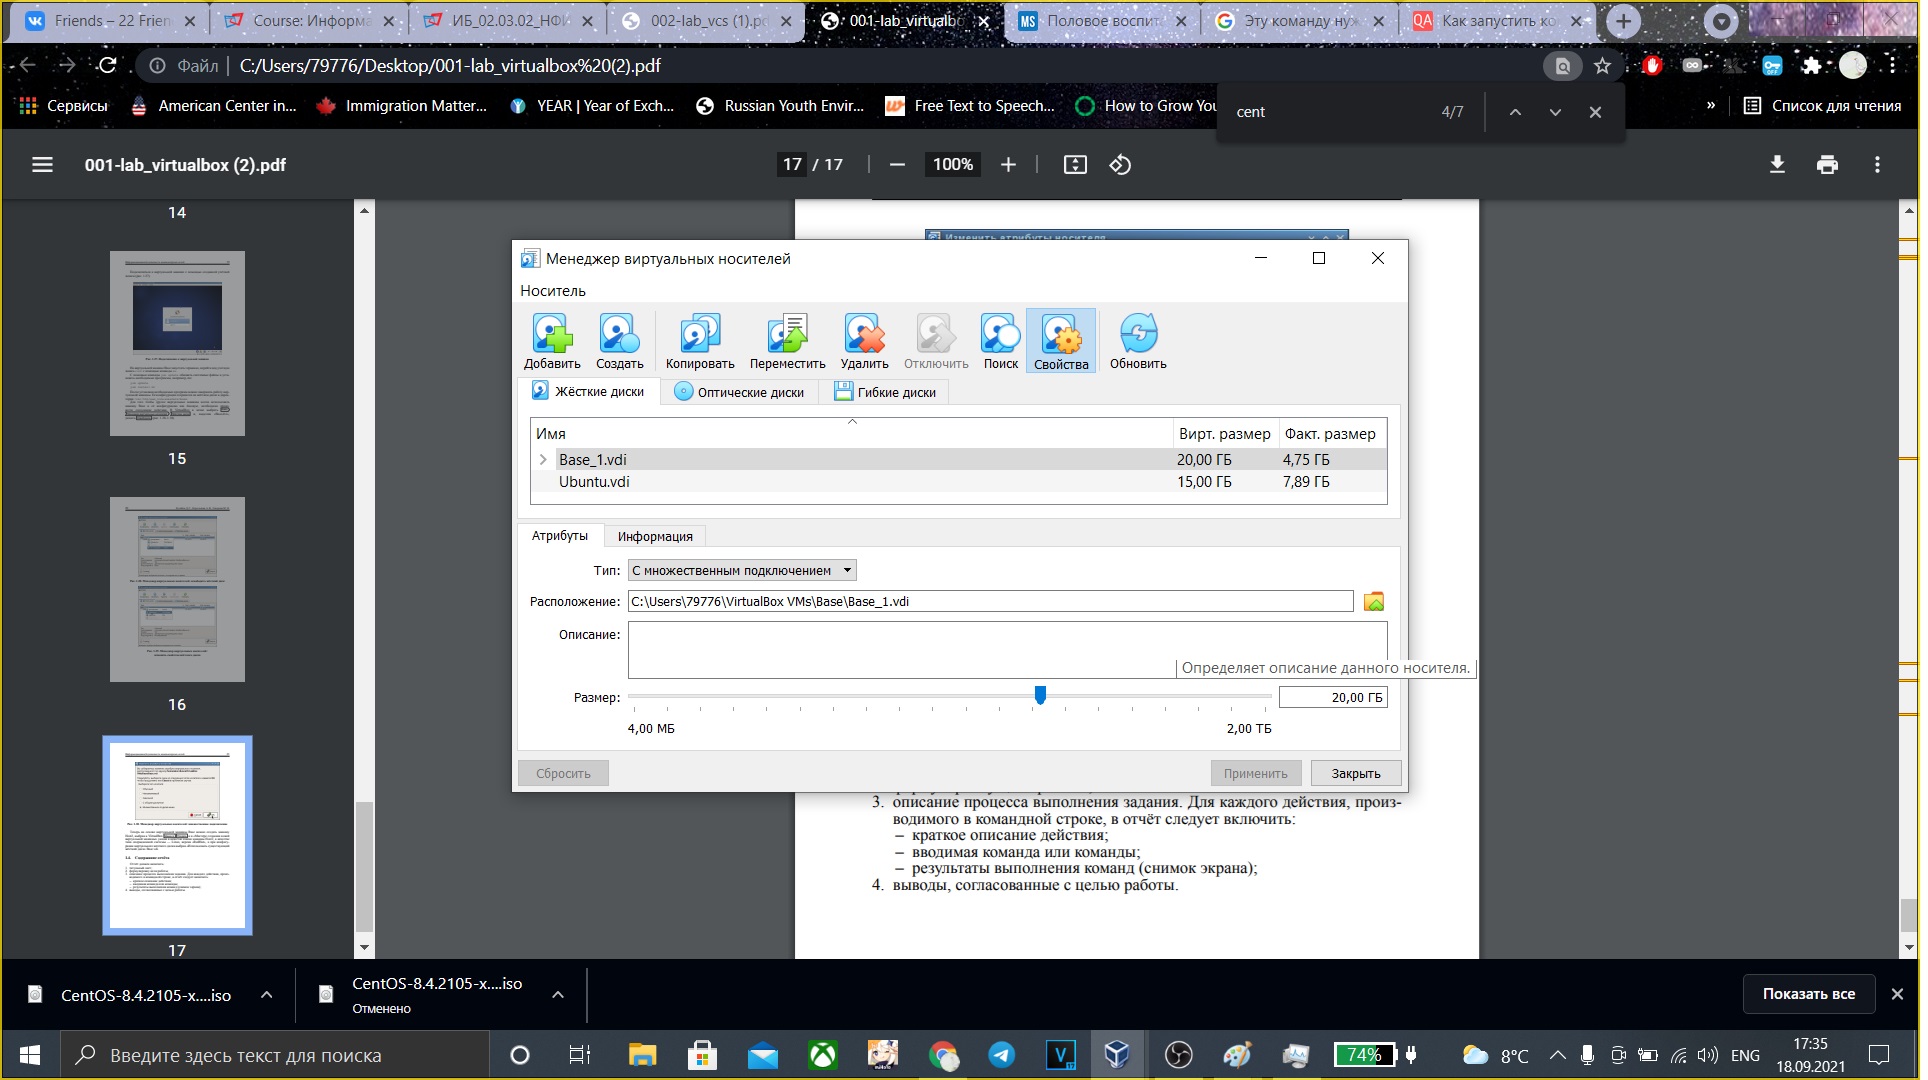 Friends – 22 Frien
Course: Информа
ИБ_02.03.02_НФИ
002-lab_vcs (1).pd
001-lab_virtualbo
Половое воспит
Эту команду нуж
Как запустить ко
Файл
C:/Users/79776/Desktop/001-lab_virtualbox%20(2).pdf
Сервисы
American Center in...
Immigration Matter...
YEAR | Year of Exch...
Russian Youth Envir...
Free Text to Speech...
How to Grow You
»
Список для чтения
cent
4/7
001-lab_virtualbox (2).pdf
17 / 17
100%
14
15
16
17
Изменить атрибуты носителя
Менеджер виртуальных носителей
Носитель
Добавить
Создать
Копировать
Переместить
Удалить
Отключить
Поиск
Свойства
Обновить
Жёсткие диски
Оптические диски
Гибкие диски
Имя
Вирт. размер
Факт. размер
Base_1.vdi
20,00 ГБ
4,75 ГБ
Ubuntu.vdi
15,00 ГБ
7,89 ГБ
Атрибуты
Информация
Тип:
С множественным подключением
Расположение:
C:\Users\79776\VirtualBox VMs\Base\Base_1.vdi
Описание:
Определяет описание данного носителя.
Размер:
20,00 ГБ
4,00 МБ
2,00 ТБ
Сбросить
Применить
Закрыть
3. описание процесса выполнения задания. Для каждого действия, произ-
водимого в командной строке, в отчёт следует включить:
– краткое описание действия;
– вводимая команда или команды;
– результаты выполнения команд (снимок экрана);
4. выводы, согласованные с целью работы.
CentOS-8.4.2105-x....iso
CentOS-8.4.2105-x....iso
Отменено
Показать все
Введите здесь текст для поиска
74%
8°C
ENG
17:35
18.09.2021